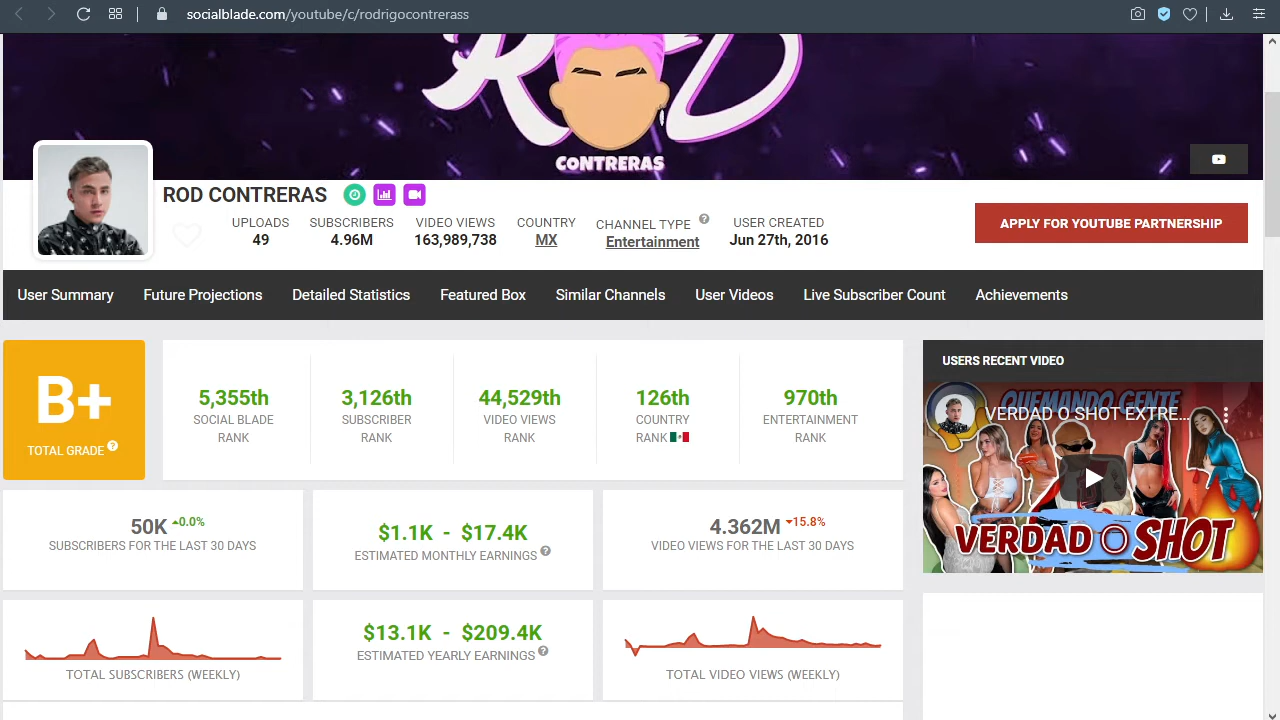 socialblade.com/youtube/c/rodrigocontrerass
ROD
CONTRERAS
ROD CONTRERAS
UPLOADS SUBSCRIBERS VIDEO VIEWS COUNTRY CHANNEL TYPE ? USER CREATED
49 4.96M 163,989,738 MX Entertainment Jun 27th, 2016
APPLY FOR YOUTUBE PARTNERSHIP
User Summary Future Projections Detailed Statistics Featured Box Similar Channels User Videos Live Subscriber Count Achievements
B+
TOTAL GRADE ?
5,355th
SOCIAL BLADE
RANK
3,126th
SUBSCRIBER
RANK
44,529th
VIDEO VIEWS
RANK
126th
COUNTRY
RANK
970th
ENTERTAINMENT
RANK
USERS RECENT VIDEO
QUEMANDO GENTE
VERDAD O SHOT EXTRE...
VERDAD O SHOT
50K 0.0%
SUBSCRIBERS FOR THE LAST 30 DAYS
$1.1K - $17.4K
ESTIMATED MONTHLY EARNINGS ?
4.362M 15.8%
VIDEO VIEWS FOR THE LAST 30 DAYS
TOTAL SUBSCRIBERS (WEEKLY)
$13.1K - $209.4K
ESTIMATED YEARLY EARNINGS ?
TOTAL VIDEO VIEWS (WEEKLY)